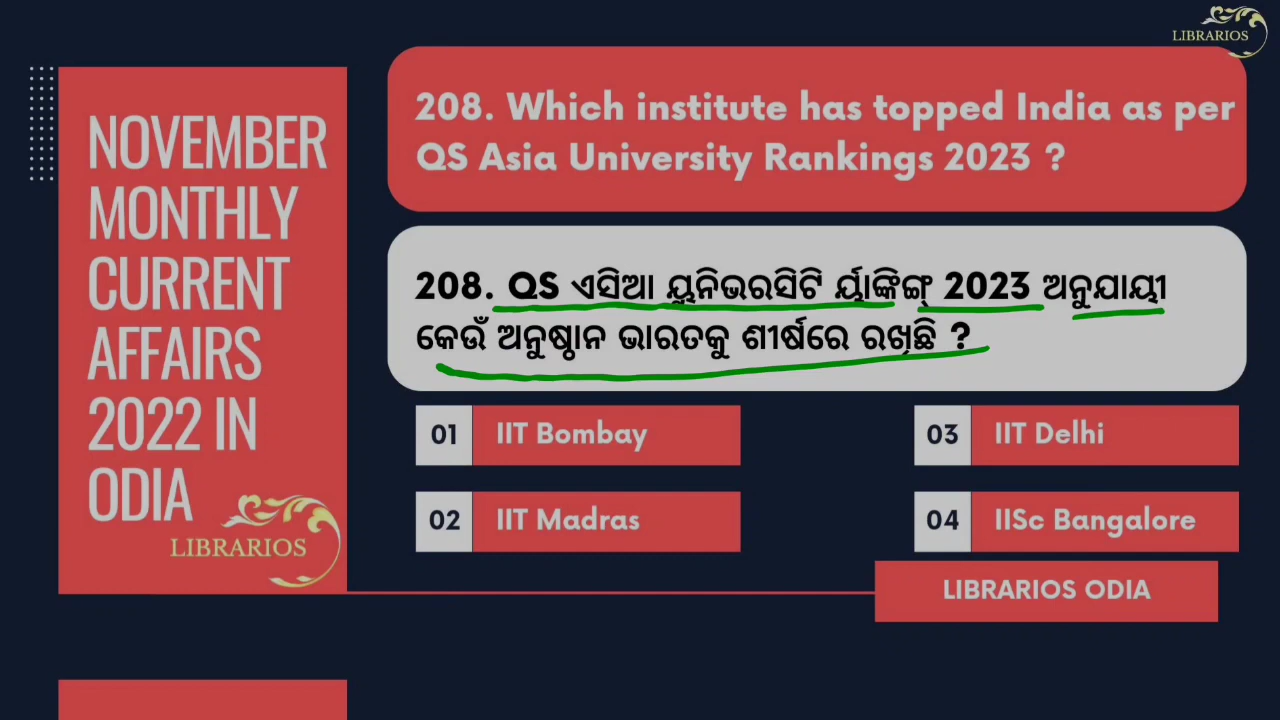 LIBRARIOS
NOVEMBER
MONTHLY
CURRENT
AFFAIRS
2022 IN
ODIA
LIBRARIOS
208. Which institute has topped India as per
QS Asia University Rankings 2023 ?
208. QS ଏସିଆ ୟୁନିଭରସିଟି ର୍ୟାଙ୍କିଙ୍ଗ୍ 2023 ଅନୁଯାୟୀ
କେଉଁ ଅନୁଷ୍ଠାନ ଭାରତକୁ ଶୀର୍ଷରେ ରଖିଛି ?
01 IIT Bombay
02 IIT Madras
03 IIT Delhi
04 IISc Bangalore
LIBRARIOS ODIA